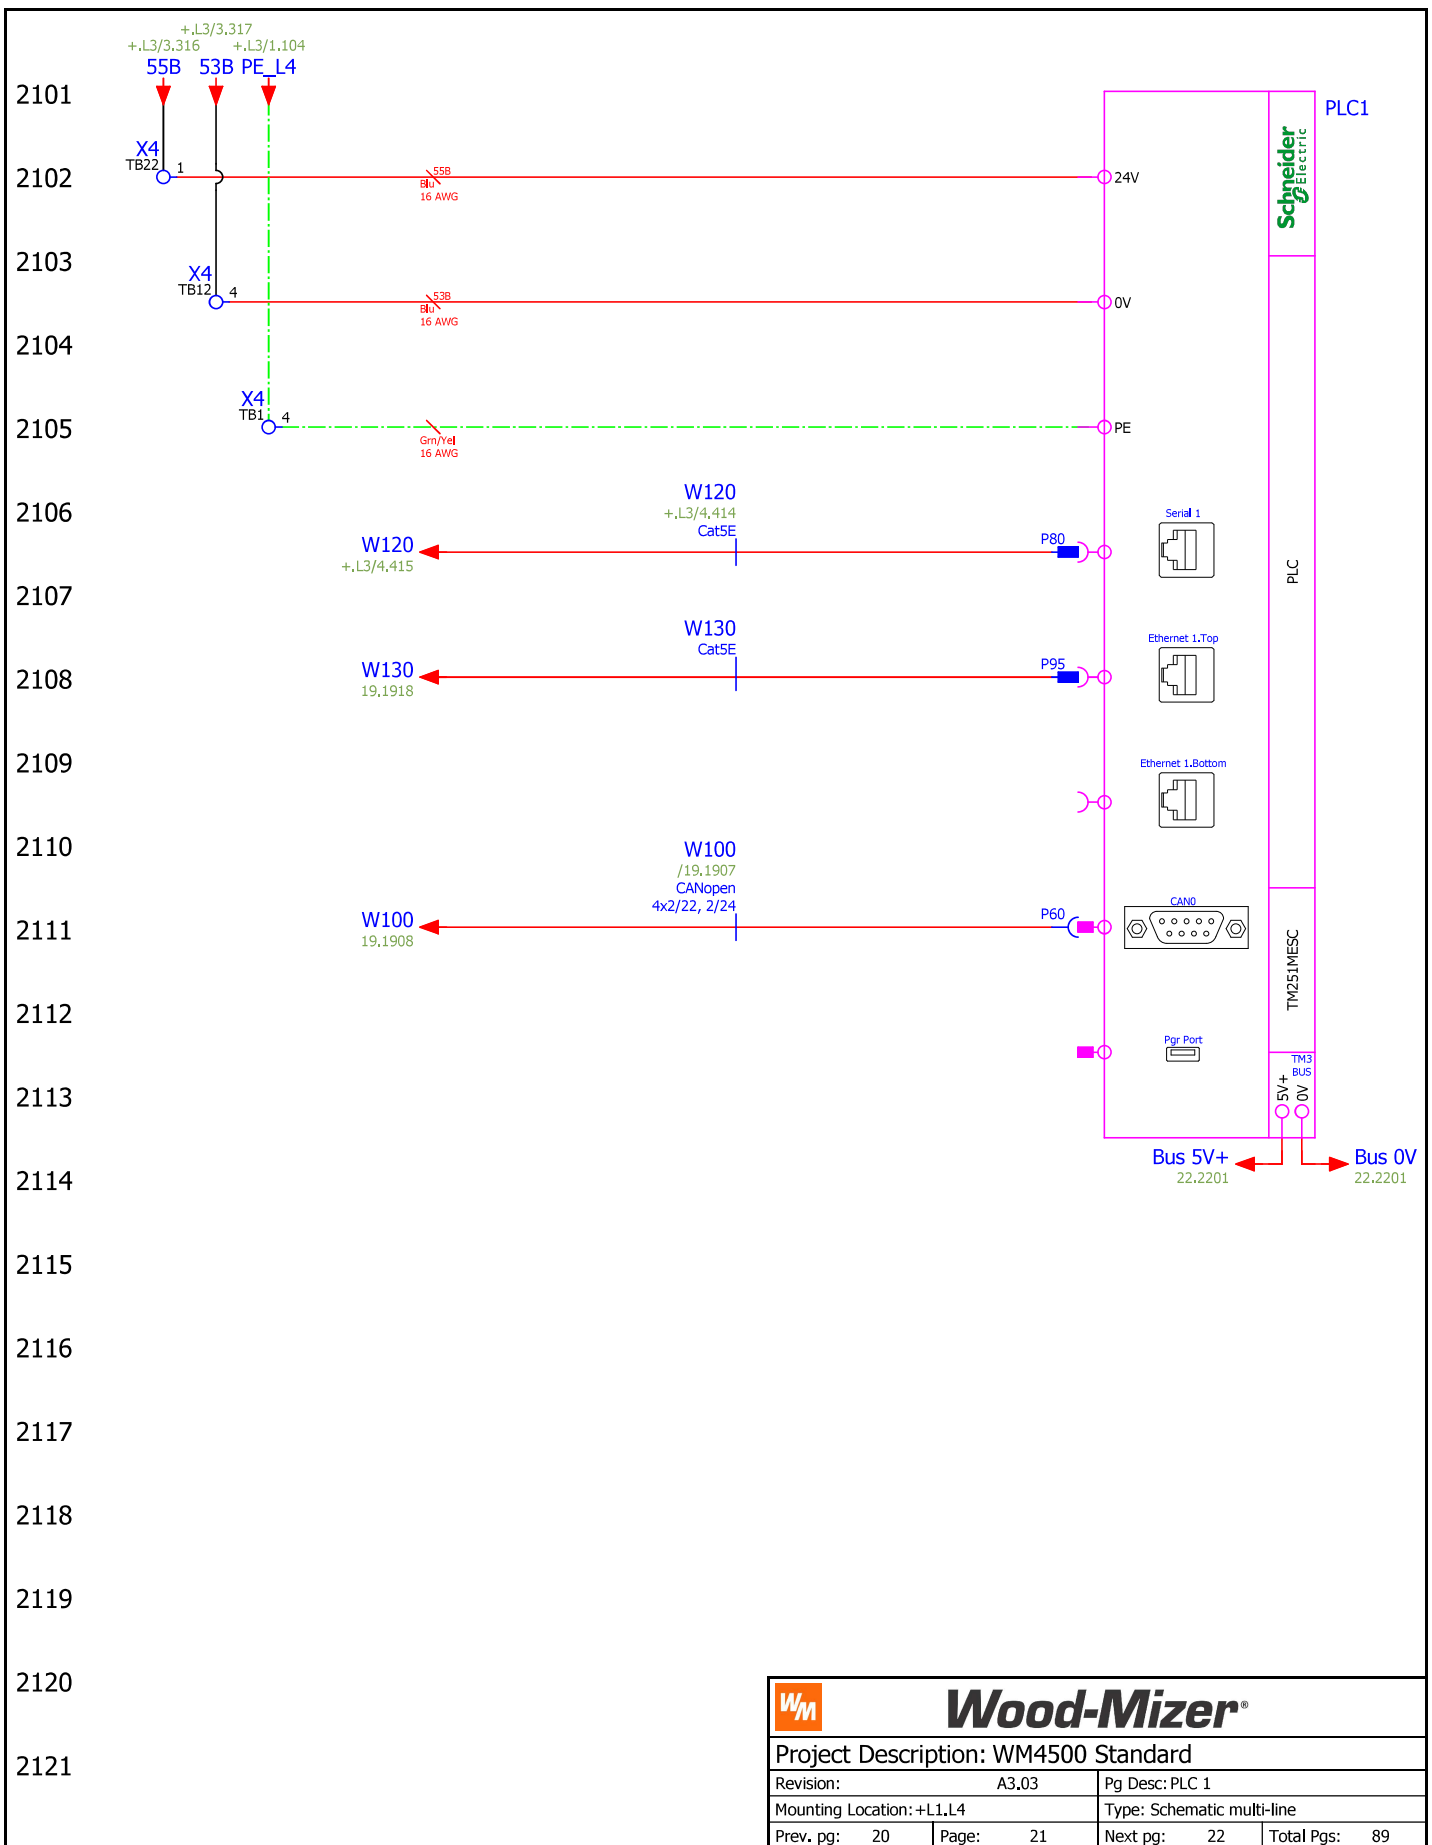 +.L3/3.317
+.L3/3.316
+.L3/1.104
55B
53B
PE_L4
2101
PLC1
Schneider
Electric
X4
TB22
1
2102
55B
Blu
16 AWG
24V
2103
X4
TB12
4
53B
Blu
16 AWG
0V
2104
X4
TB1
4
2105
Grn/Yel
16 AWG
PE
W120
+.L3/4.414
Cat5E
2106
Serial 1
P80
W120
+.L3/4.415
PLC
2107
W130
Cat5E
Ethernet 1.Top
P95
W130
19.1918
2108
2109
Ethernet 1.Bottom
2110
W100
/19.1907
CANopen
4x2/22, 2/24
CAN0
P60
W100
19.1908
2111
TM251MESC
2112
Pgr Port
TM3
BUS
5V+
0V
2113
Bus 5V+
22.2201
Bus 0V
22.2201
2114
2115
2116
2117
2118
2119
2120
2121
WM
Wood-Mizer®
Project Description: WM4500 Standard
Revision: A3.03
Pg Desc: PLC 1
Mounting Location: +L1.L4
Type: Schematic multi-line
Prev. pg: 20
Page: 21
Next pg: 22
Total Pgs: 89